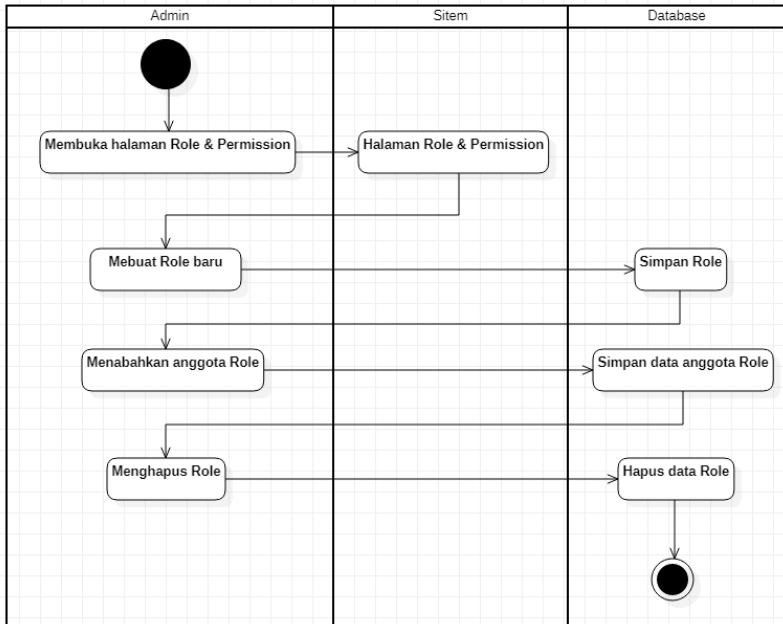 Admin
Sitem
Database
Membuka halaman Role & Permission
Halaman Role & Permission
Mebuat Role baru
Simpan Role
Menabahkan anggota Role
Simpan data anggota Role
Menghapus Role
Hapus data Role